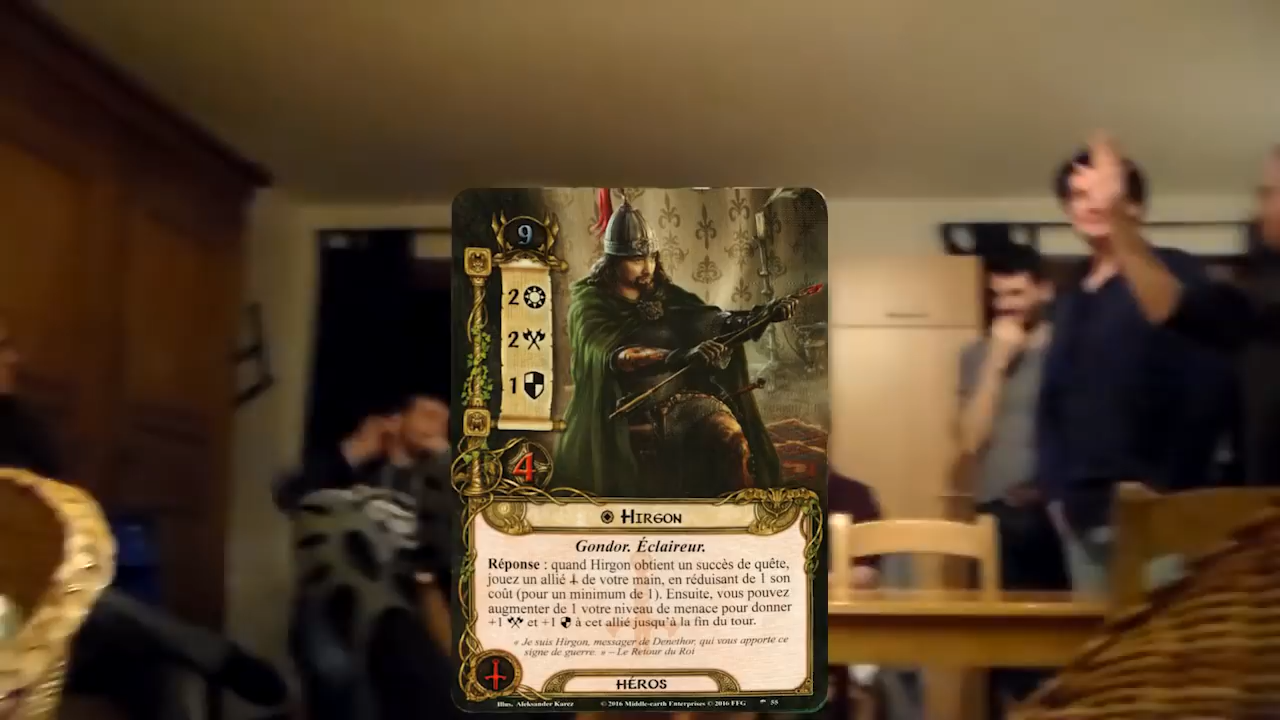 9
2
2
1
4
HIRGON
Gondor. Éclaireur.
Réponse : quand Hirgon obtient un succès de quête,
jouez un allié de votre main, en réduisant de 1 son
coût (pour un minimum de 1). Ensuite, vous pouvez
augmenter de 1 votre niveau de menace pour donner
+1 et +1 à cet allié jusqu'à la fin du tour.
« Je suis Hirgon, messager de Denethor, qui vous apporte ce
signe de guerre. » – Le Retour du Roi
HÉROS
Illus. Aleksander Karcz © 2016 Middle-earth Enterprises © 2016 FFG 55